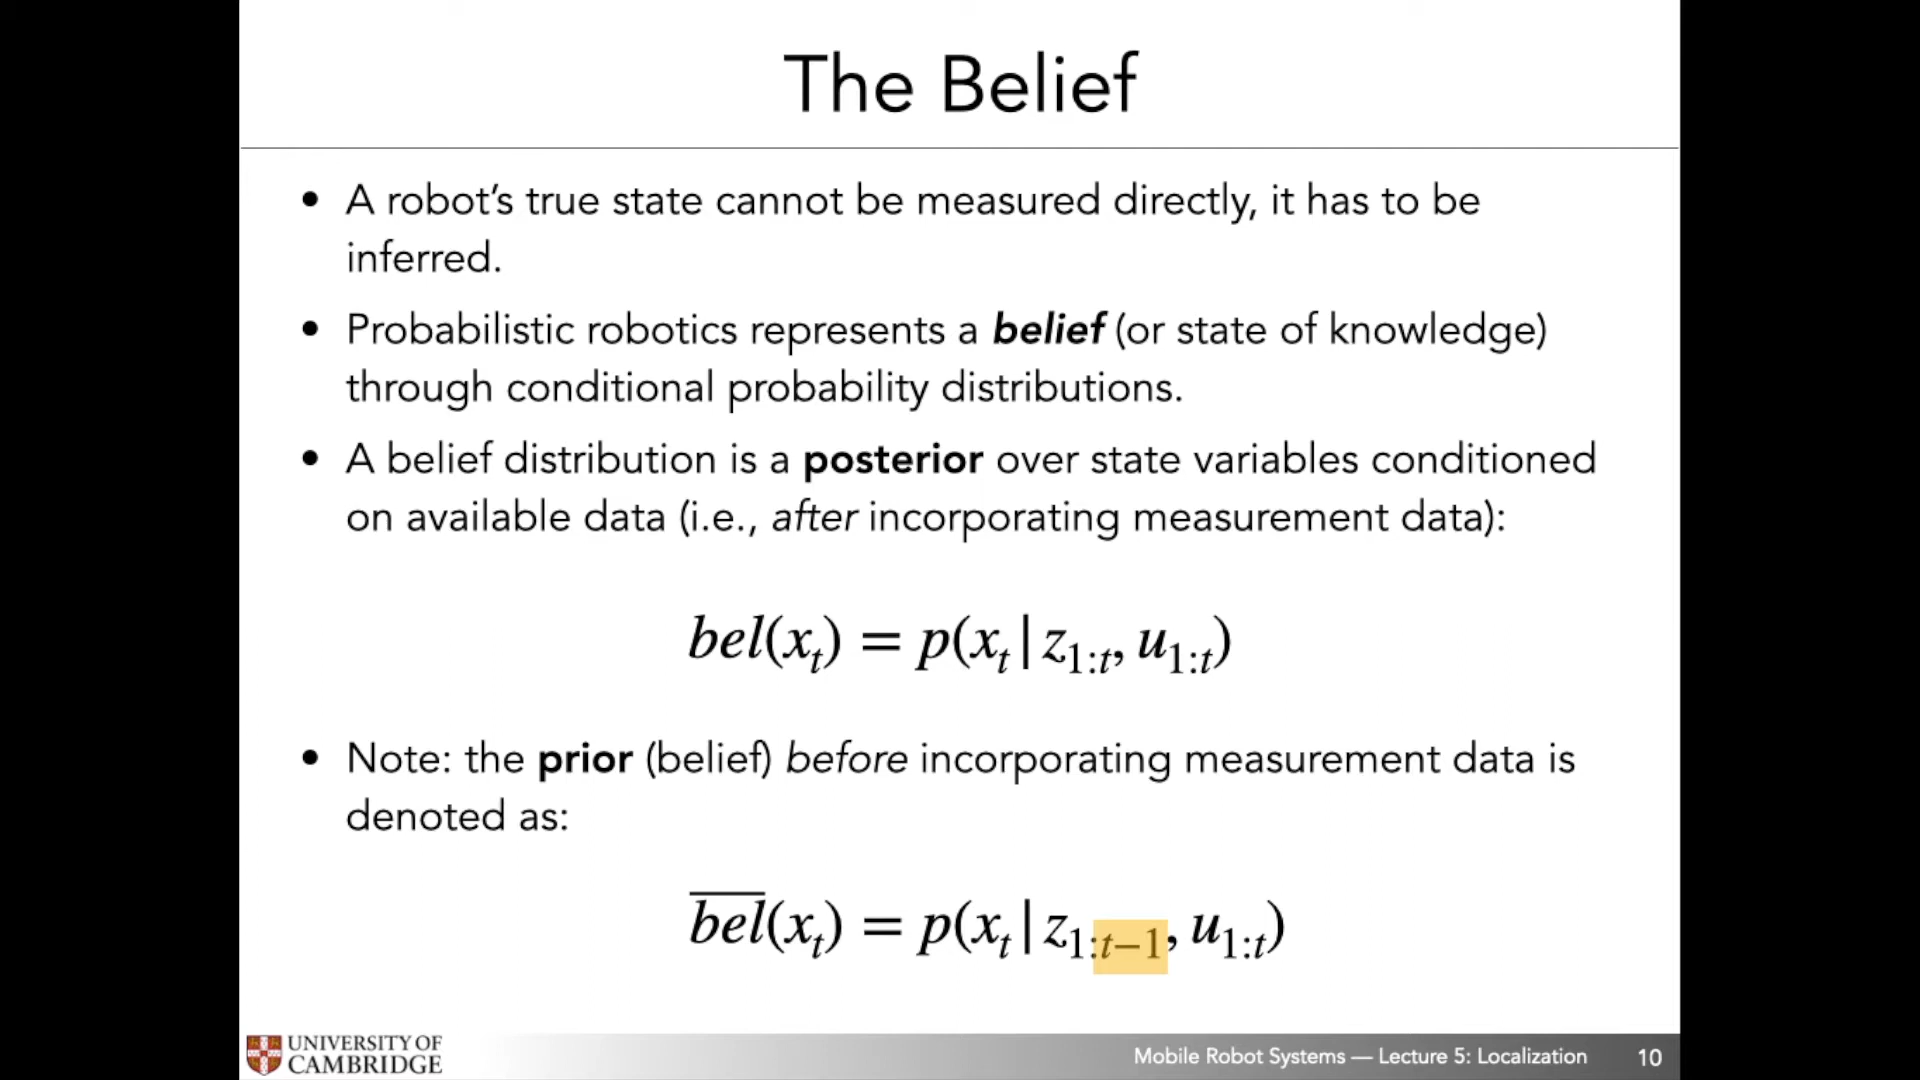 The Belief
• A robot's true state cannot be measured directly, it has to be
inferred.
• Probabilistic robotics represents a belief (or state of knowledge)
through conditional probability distributions.
• A belief distribution is a posterior over state variables conditioned
on available data (i.e., after incorporating measurement data):
bel(x_t) = p(x_t | z_{1:t}, u_{1:t})
• Note: the prior (belief) before incorporating measurement data is
denoted as:
\overline{bel}(x_t) = p(x_t | z_{1:t−1}, u_{1:t})
UNIVERSITY OF
CAMBRIDGE
Mobile Robot Systems — Lecture 5: Localization 10